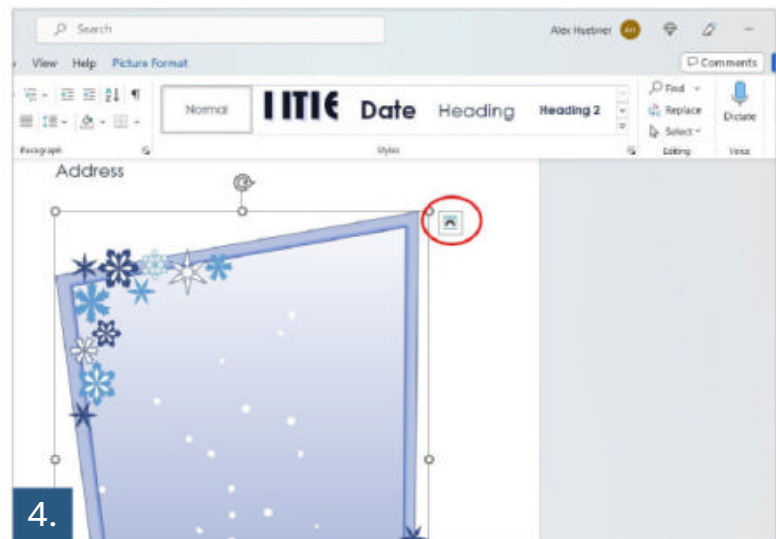 Search
Alex Huebner AH
View Help Picture Format
Comments
Normal Date Heading Heading 2
Find
Replace
Select
Dictate
Paragraph Styles Editing Voice
Address
4.